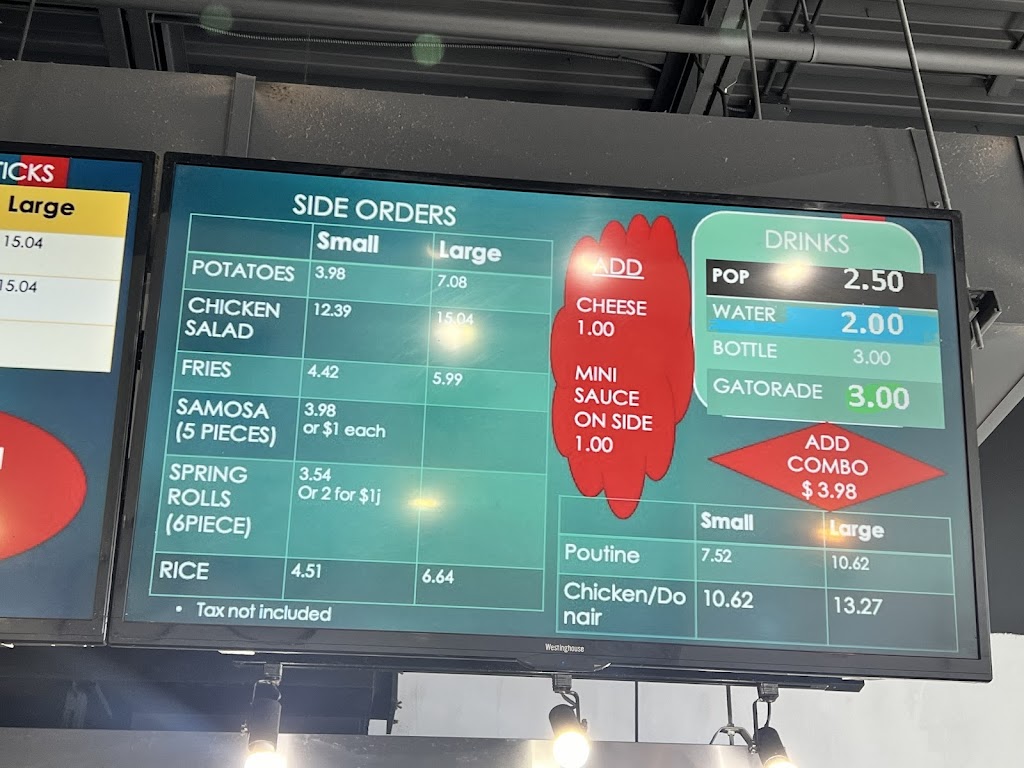 TICKS
Large
15.04
15.04
SIDE ORDERS
Small Large
POTATOES 3.98 7.08
CHICKEN
SALAD 12.39 15.04
FRIES 4.42 5.99
SAMOSA
(5 PIECES) 3.98
or $1 each
SPRING
ROLLS
(6PIECE) 3.54
Or 2 for $1j
RICE 4.51 6.64
• Tax not included
ADD
CHEESE
1.00
MINI
SAUCE
ON SIDE
1.00
DRINKS
POP 2.50
WATER 2.00
BOTTLE 3.00
GATORADE 3.00
ADD
COMBO
$ 3.98
Small Large
Poutine 7.52 10.62
Chicken/Do
nair 10.62 13.27
Westinghouse